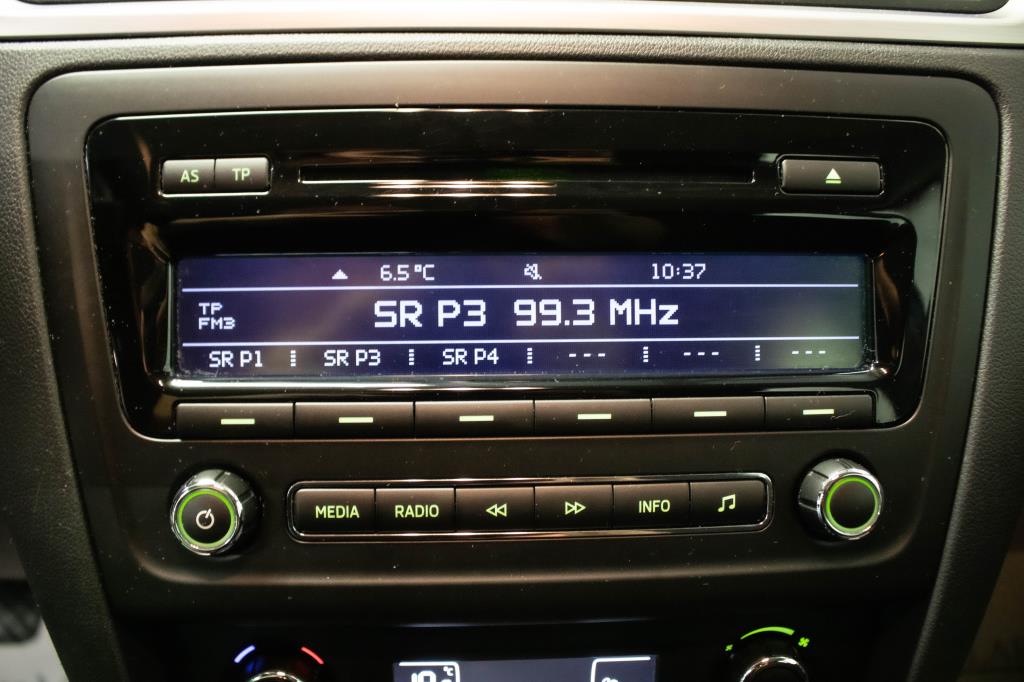 AS TP
6.5°C 10:37
TP
FM3
SR P3 99.3 MHz
SR P1 SR P3 SR P4 --- --- ---
MEDIA RADIO INFO